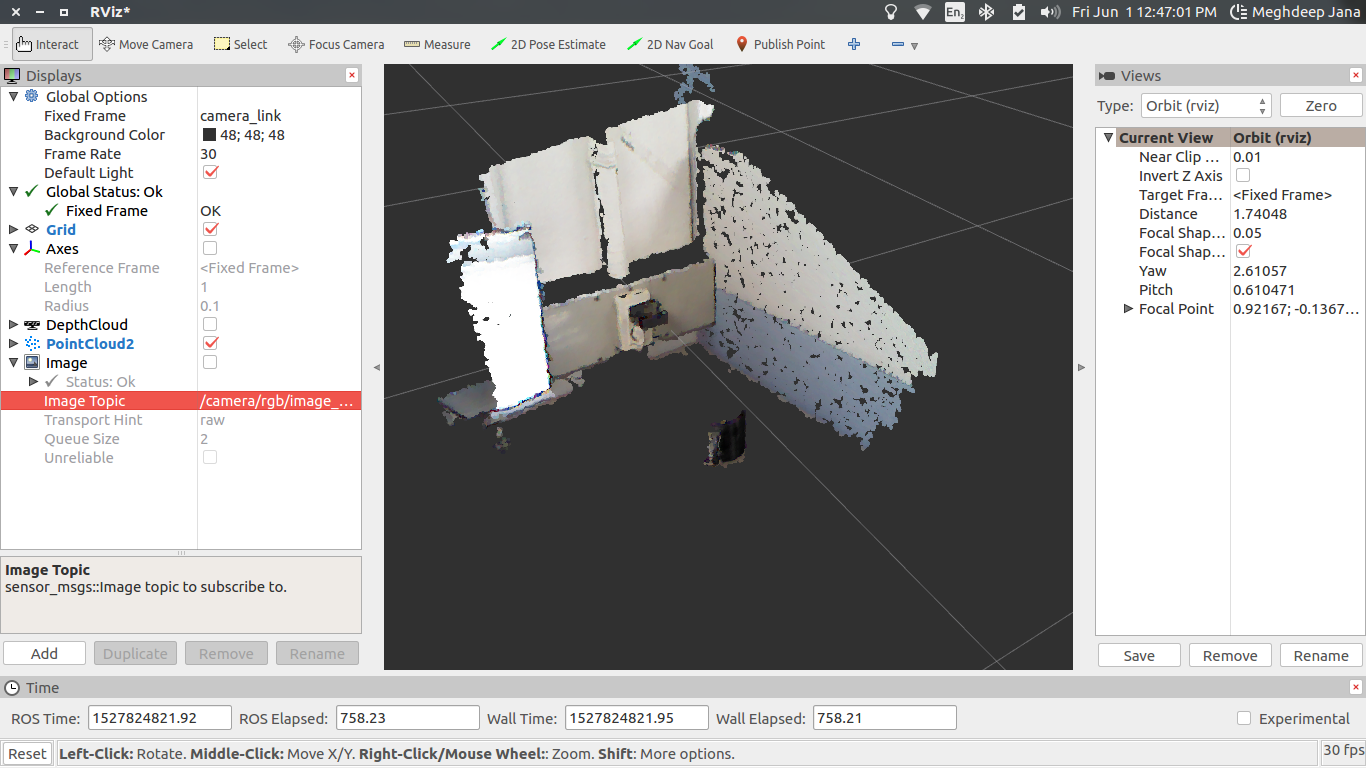 RViz*
En2
Fri Jun 1 12:47:01 PM
Meghdeep Jana
Interact
Move Camera
Select
Focus Camera
Measure
2D Pose Estimate
2D Nav Goal
Publish Point
Displays
Global Options
Fixed Frame camera_link
Background Color 48; 48; 48
Frame Rate 30
Default Light
Global Status: Ok
Fixed Frame OK
Grid
Axes
Reference Frame <Fixed Frame>
Length 1
Radius 0.1
DepthCloud
PointCloud2
Image
Status: Ok
Image Topic /camera/rgb/image_...
Transport Hint raw
Queue Size 2
Unreliable
Image Topic
sensor_msgs::Image topic to subscribe to.
Add Duplicate Remove Rename
Views
Type: Orbit (rviz) Zero
Current View Orbit (rviz)
Near Clip ... 0.01
Invert Z Axis
Target Fra... <Fixed Frame>
Distance 1.74048
Focal Shap... 0.05
Focal Shap...
Yaw 2.61057
Pitch 0.610471
Focal Point 0.92167; -0.1367...
Save Remove Rename
Time
ROS Time: 1527824821.92 ROS Elapsed: 758.23 Wall Time: 1527824821.95 Wall Elapsed: 758.21 Experimental
Reset Left-Click: Rotate. Middle-Click: Move X/Y. Right-Click/Mouse Wheel:: Zoom. Shift: More options. 30 fps